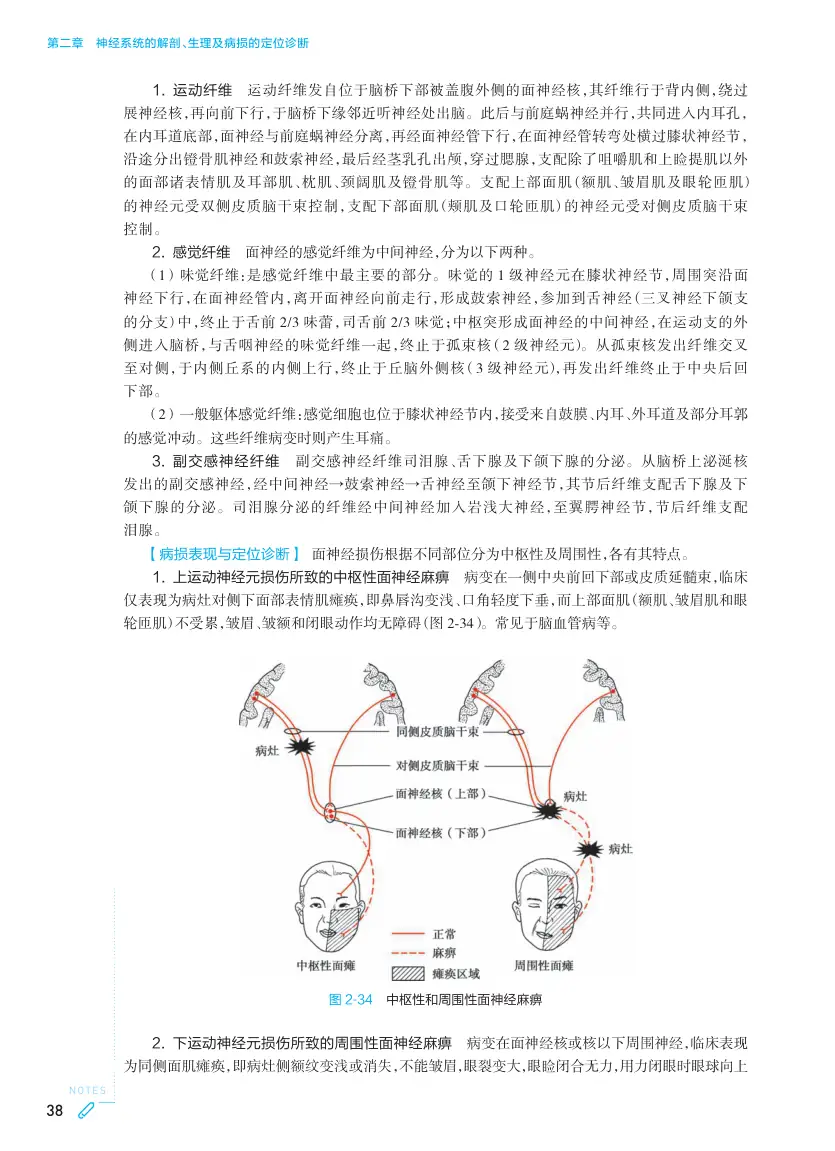 第二章 神经系统的解剖、生理及病损的定位诊断
1. 运动纤维 运动纤维发自位于脑桥下部被盖腹外侧的面神经核,其纤维行于背内侧,绕过
展神经核,再向前下行,于脑桥下缘邻近听神经处出脑。此后与前庭蜗神经并行,共同进入内耳孔,
在内耳道底部,面神经与前庭蜗神经分离,再经面神经管下行,在面神经管转弯处横过膝状神经节,
沿途分出镫骨肌神经和鼓索神经,最后经茎乳孔出颅,穿过腮腺,支配除了咀嚼肌和上睑提肌以外
的面部诸表情肌及耳部肌、枕肌、颈阔肌及镫骨肌等。支配上部面肌(额肌、皱眉肌及眼轮匝肌)
的神经元受双侧皮质脑干束控制,支配下部面肌(颊肌及口轮匝肌)的神经元受对侧皮质脑干束
控制。
2. 感觉纤维 面神经的感觉纤维为中间神经,分为以下两种。
(1)味觉纤维:是感觉纤维中最主要的部分。味觉的 1 级神经元在膝状神经节,周围突沿面
神经下行,在面神经管内,离开面神经向前走行,形成鼓索神经,参加到舌神经(三叉神经下颌支
的分支)中,终止于舌前 2/3 味蕾,司舌前 2/3 味觉;中枢突形成面神经的中间神经,在运动支的外
侧进入脑桥,与舌咽神经的味觉纤维一起,终止于孤束核(2 级神经元)。从孤束核发出纤维交叉
至对侧,于内侧丘系的内侧上行,终止于丘脑外侧核(3 级神经元),再发出纤维终止于中央后回
下部。
(2)一般躯体感觉纤维:感觉细胞也位于膝状神经节内,接受来自鼓膜、内耳、外耳道及部分耳郭
的感觉冲动。这些纤维病变时则产生耳痛。
3. 副交感神经纤维 副交感神经纤维司泪腺、舌下腺及下颌下腺的分泌。从脑桥上泌涎核
发出的副交感神经,经中间神经→鼓索神经→舌神经至颌下神经节,其节后纤维支配舌下腺及下
颌下腺的分泌。司泪腺分泌的纤维经中间神经加入岩浅大神经,至翼腭神经节,节后纤维支配
泪腺。
【病损表现与定位诊断】 面神经损伤根据不同部位分为中枢性及周围性,各有其特点。
1. 上运动神经元损伤所致的中枢性面神经麻痹 病变在一侧中央前回下部或皮质延髓束,临床
仅表现为病灶对侧下面部表情肌瘫痪,即鼻唇沟变浅、口角轻度下垂,而上部面肌(额肌、皱眉肌和眼
轮匝肌)不受累,皱眉、皱额和闭眼动作均无障碍(图 2-34)。常见于脑血管病等。
同侧皮质脑干束
病灶
对侧皮质脑干束
面神经核(上部)
病灶
面神经核(下部)
病灶
正常
麻痹
瘫痪区域
中枢性面瘫
周围性面瘫
图 2-34 中枢性和周围性面神经麻痹
2. 下运动神经元损伤所致的周围性面神经麻痹 病变在面神经核或核以下周围神经,临床表现
为同侧面肌瘫痪,即病灶侧额纹变浅或消失,不能皱眉,眼裂变大,眼睑闭合无力,用力闭眼时眼球向上
NOTES
38